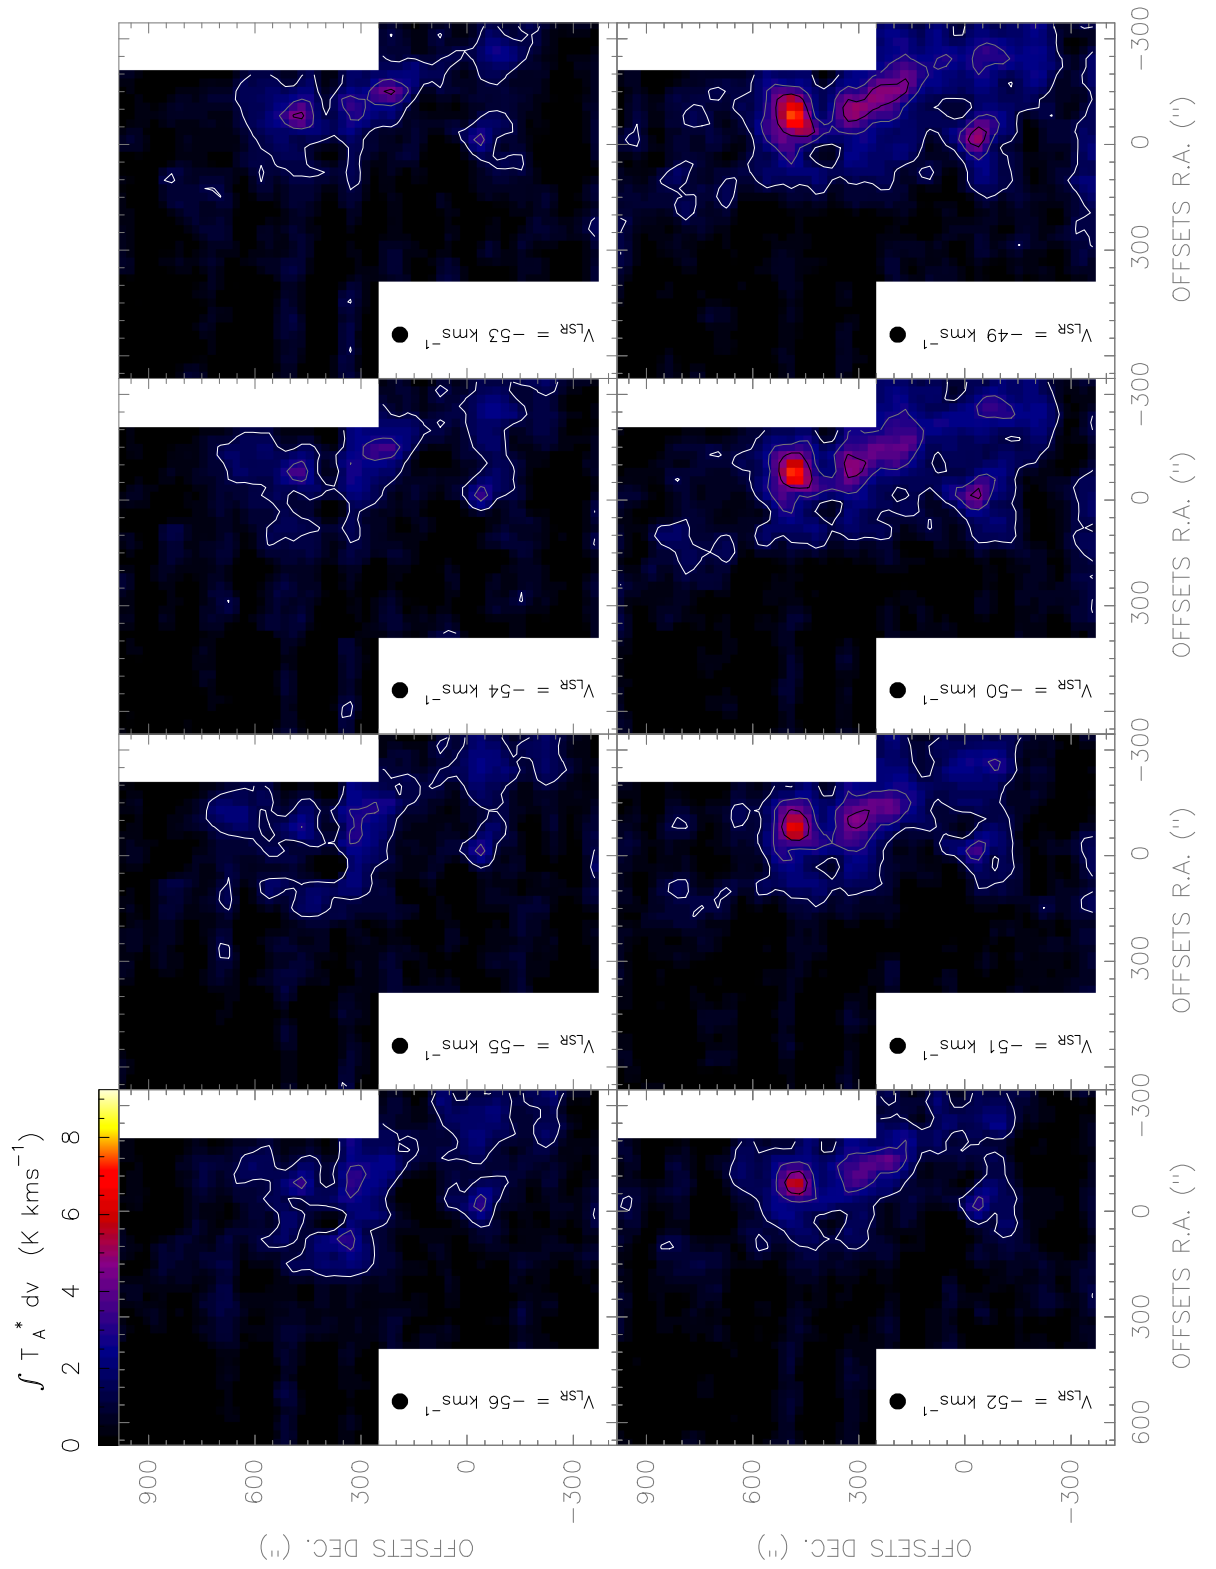 ∫ T_A^* dv (K kms^−1)
0 2 4 6 8
V_LSR = −56 kms^−1
V_LSR = −55 kms^−1
V_LSR = −54 kms^−1
V_LSR = −53 kms^−1
900 600 300 0 −300
OFFSETS DEC. (")
V_LSR = −52 kms^−1
V_LSR = −51 kms^−1
V_LSR = −50 kms^−1
V_LSR = −49 kms^−1
900 600 300 0 −300
OFFSETS DEC. (")
600 300 0 −300 300 0 −300 300 0 −300 300 0 −300
OFFSETS R.A. (")
OFFSETS R.A. (")
OFFSETS R.A. (")
OFFSETS R.A. (")